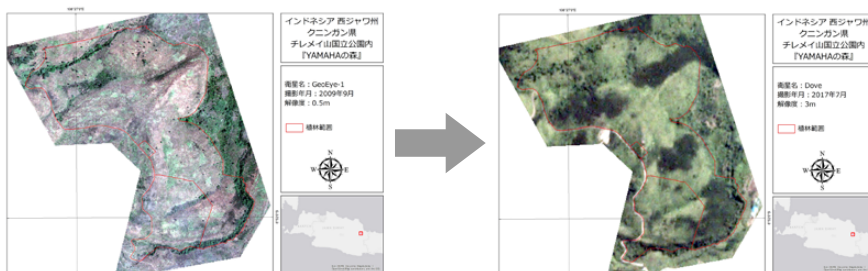 インドネシア 西ジャワ州
クニンガン県
チレメイ山国立公園内
『YAMAHAの森』
衛星名：GeoEye-1
撮影年月：2009年9月
解像度：0.5m
植林範囲
N
W
E
S
インドネシア 西ジャワ州
クニンガン県
チレメイ山国立公園内
『YAMAHAの森』
衛星名：Dove
撮影年月：2017年7月
解像度：3m
植林範囲
N
W
E
S